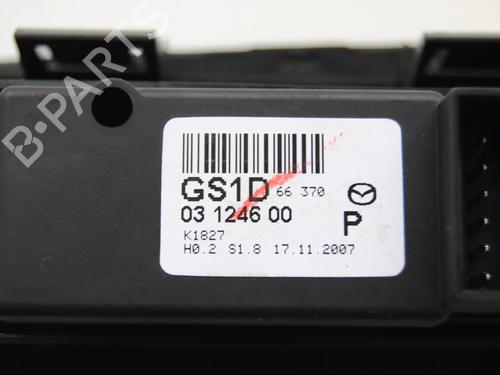 B-PARTS
GS1D 66 370
03 1246 00
P
K1827
H0.2 S1.8 17.11.2007